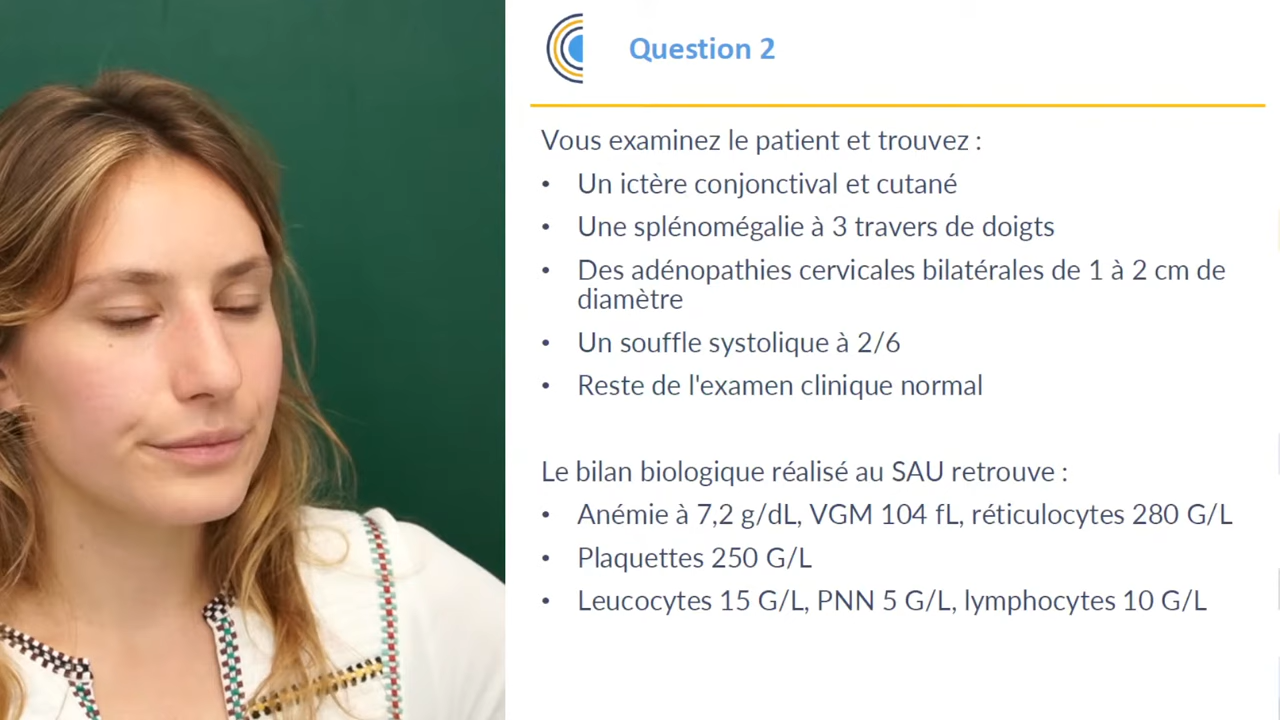 Question 2
Vous examinez le patient et trouvez :
• Un ictère conjonctival et cutané
• Une splénomégalie à 3 travers de doigts
• Des adénopathies cervicales bilatérales de 1 à 2 cm de
diamètre
• Un souffle systolique à 2/6
• Reste de l'examen clinique normal
Le bilan biologique réalisé au SAU retrouve :
• Anémie à 7,2 g/dL, VGM 104 fL, réticulocytes 280 G/L
• Plaquettes 250 G/L
• Leucocytes 15 G/L, PNN 5 G/L, lymphocytes 10 G/L